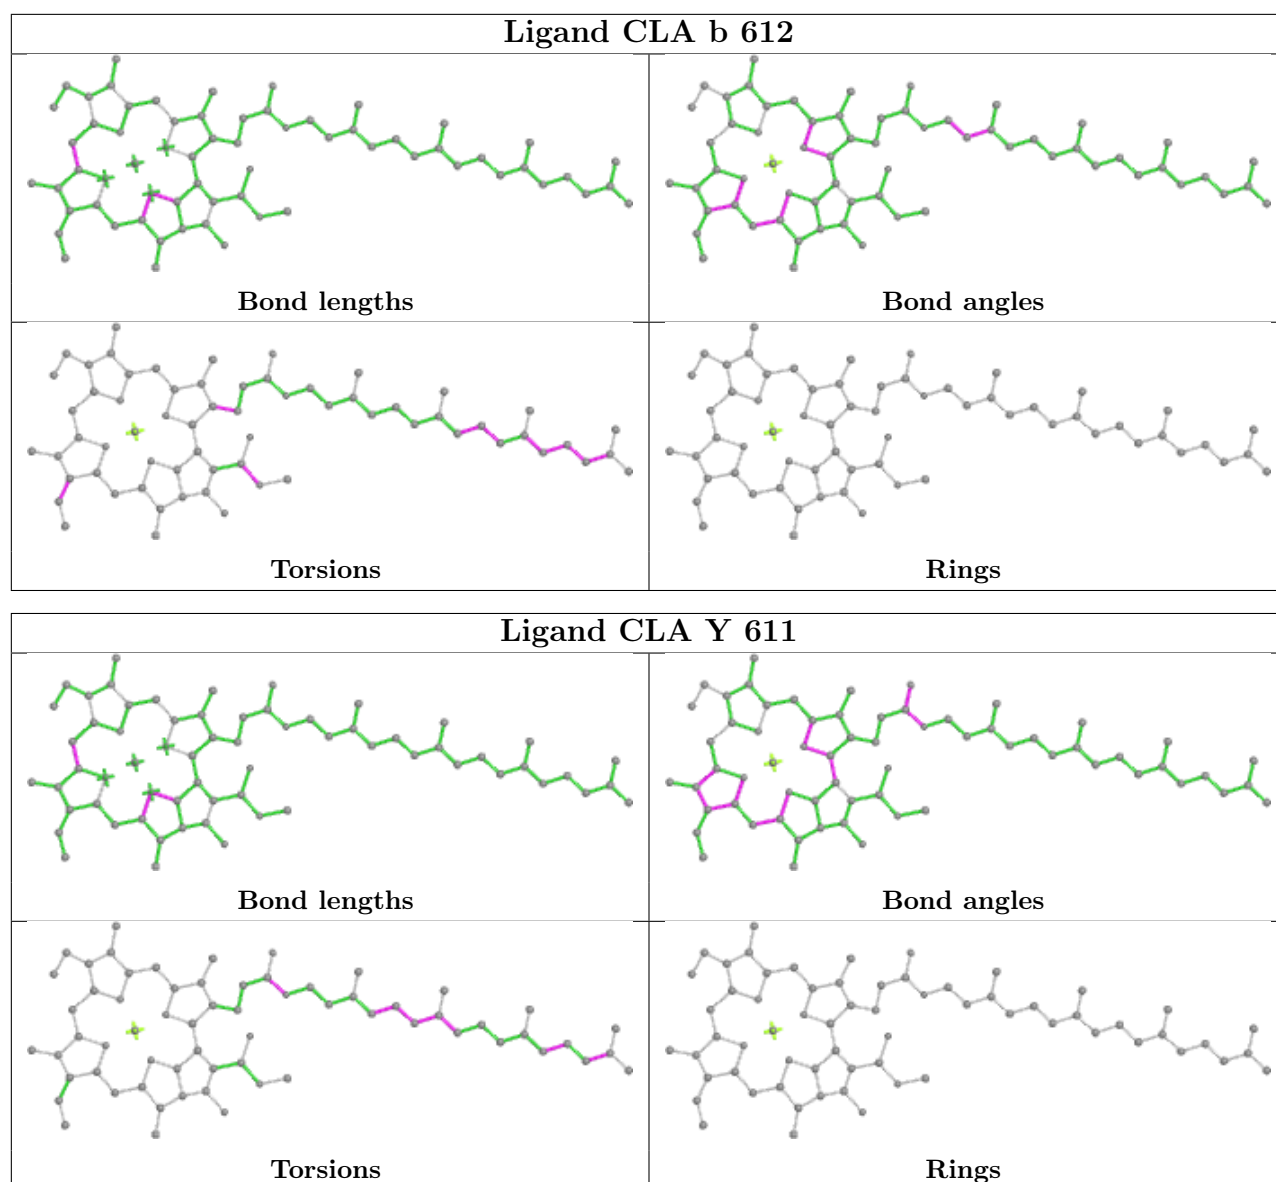 Ligand CLA b 612
Bond lengths
Bond angles
Torsions
Rings
Ligand CLA Y 611
Bond lengths
Bond angles
Torsions
Rings